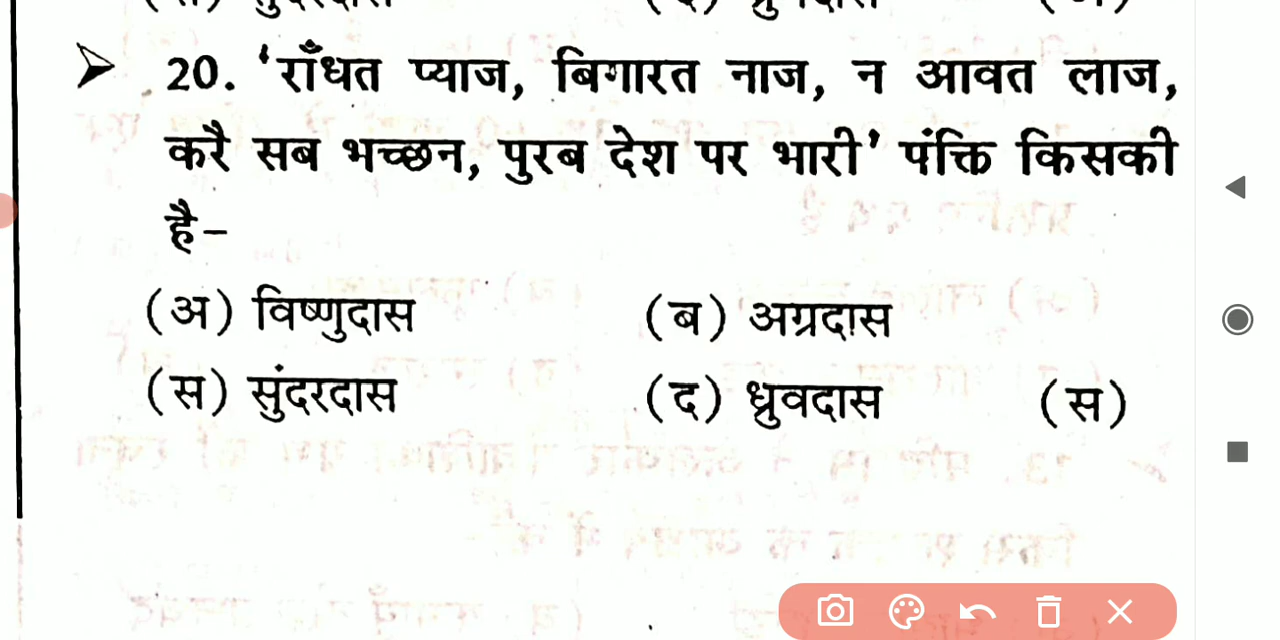 20. 'राँधत प्याज, बिगारत नाज, न आवत लाज,
करै सब भच्छन, पुरब देश पर भारी' पंक्ति किसकी
है-
(अ) विष्णुदास (ब) अग्रदास
(स) सुंदरदास (द) ध्रुवदास (स)